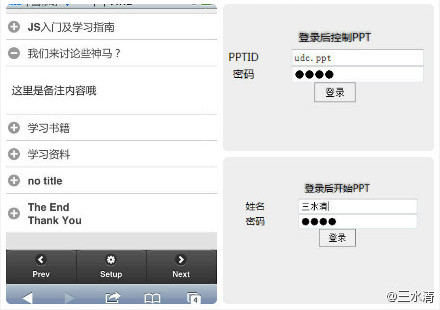 JS入门及学习指南
我们来讨论些神马？
这里是备注内容哦
学习书籍
学习资料
no title
The End
Thank You
Prev
Setup
Next
4
登录后控制PPT
PPTID
udc.ppt
密码
●●●●
登录
登录后开始PPT
姓名
三水清
密码
●●●●
登录
@三水清